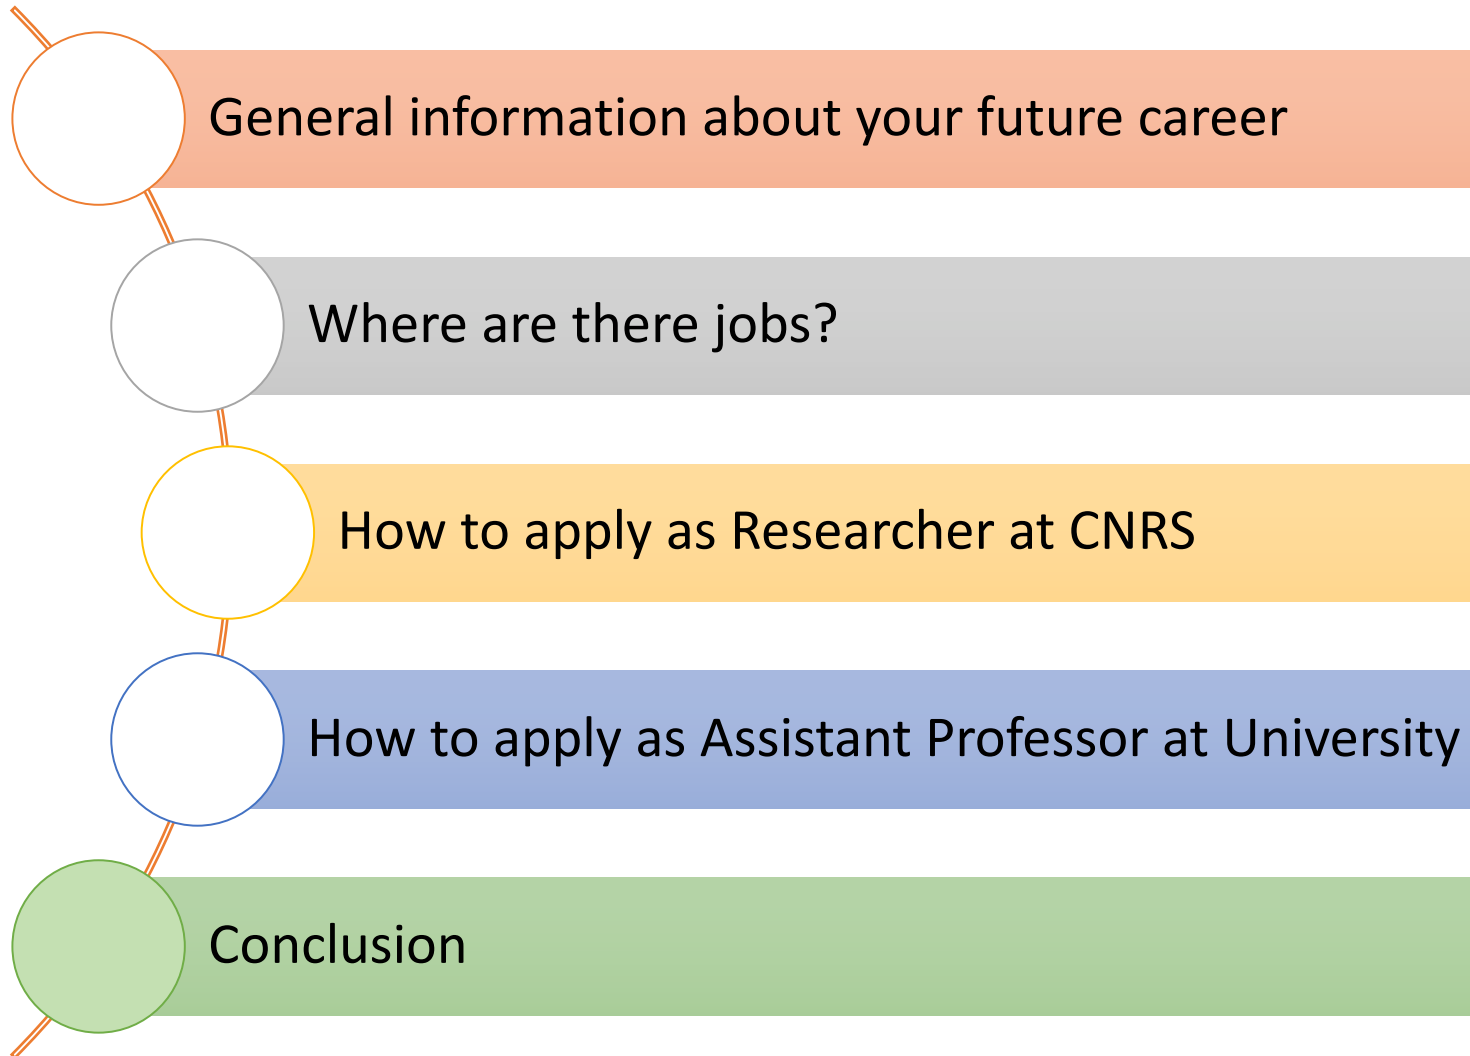 General information about your future career
Where are there jobs?
How to apply as Researcher at CNRS
How to apply as Assistant Professor at University
Conclusion